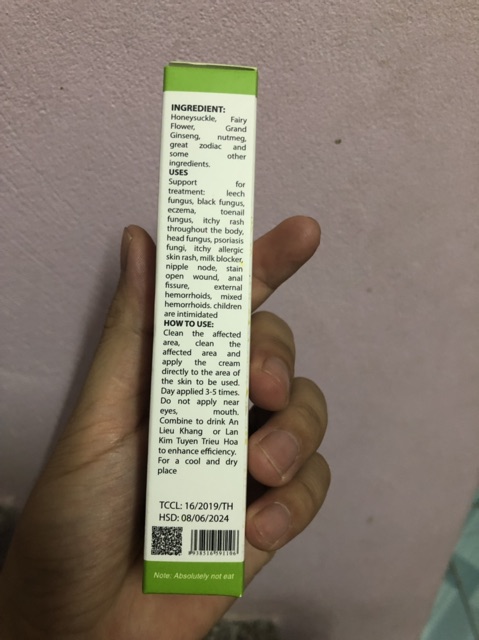 INGREDIENT:
Honeysuckle, Fairy
Flower, Grand
Ginseng, nutmeg,
great zodiac and
some other
ingredients.
USES
Support for
treatment: leech
fungus, black fungus,
eczema, toenail
fungus, itchy rash
throughout the body,
head fungus, psoriasis
fungi, itchy allergic
skin rash, milk blocker,
nipple node, stain
open wound, anal
fissure, external
hemorrhoids, mixed
hemorrhoids. children
are intimidated
HOW TO USE:
Clean the affected
area, clean the
affected area and
apply the cream
directly to the area of
the skin to be used.
Day applied 3-5 times.
Do not apply near
eyes, mouth.
Combine to drink An
Lieu Khang or Lan
Kim Tuyen Trieu Hoa
to enhance efficiency.
For a cool and dry
place
TCCL: 16/2019/TH
HSD: 08/06/2024
Note: Absolutely not eat